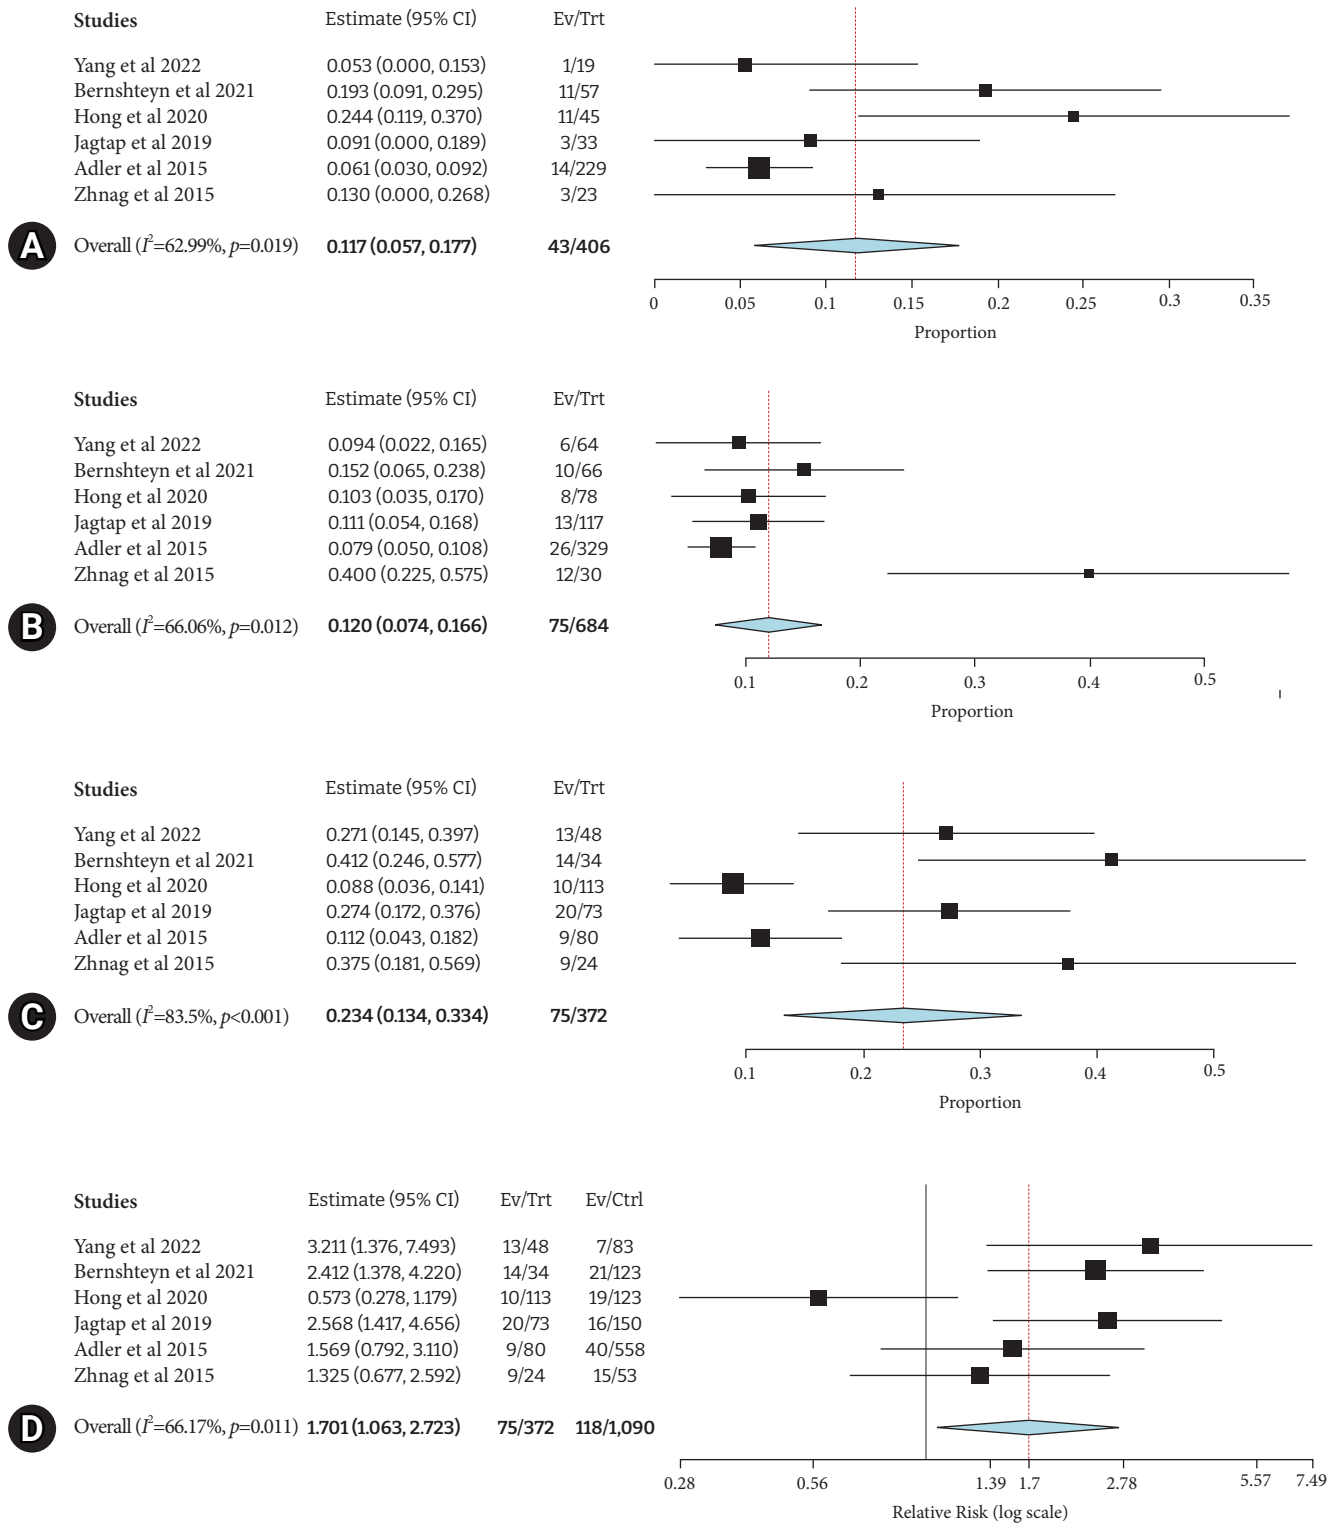 Studies Estimate (95% CI) Ev/Trt
Yang et al 2022 0.053 (0.000, 0.153) 1/19
Bernshteyn et al 2021 0.193 (0.091, 0.295) 11/57
Hong et al 2020 0.244 (0.119, 0.370) 11/45
Jagtap et al 2019 0.091 (0.000, 0.189) 3/33
Adler et al 2015 0.061 (0.030, 0.092) 14/229
Zhnag et al 2015 0.130 (0.000, 0.268) 3/23
A Overall (I²=62.99%, p=0.019) 0.117 (0.057, 0.177) 43/406
0 0.05 0.1 0.15 0.2 0.25 0.3 0.35
Proportion
Studies Estimate (95% CI) Ev/Trt
Yang et al 2022 0.094 (0.022, 0.165) 6/64
Bernshteyn et al 2021 0.152 (0.065, 0.238) 10/66
Hong et al 2020 0.103 (0.035, 0.170) 8/78
Jagtap et al 2019 0.111 (0.054, 0.168) 13/117
Adler et al 2015 0.079 (0.050, 0.108) 26/329
Zhnag et al 2015 0.400 (0.225, 0.575) 12/30
B Overall (I²=66.06%, p=0.012) 0.120 (0.074, 0.166) 75/684
0.1 0.2 0.3 0.4 0.5
Proportion
Studies Estimate (95% CI) Ev/Trt
Yang et al 2022 0.271 (0.145, 0.397) 13/48
Bernshteyn et al 2021 0.412 (0.246, 0.577) 14/34
Hong et al 2020 0.088 (0.036, 0.141) 10/113
Jagtap et al 2019 0.274 (0.172, 0.376) 20/73
Adler et al 2015 0.112 (0.043, 0.182) 9/80
Zhnag et al 2015 0.375 (0.181, 0.569) 9/24
C Overall (I²=83.5%, p<0.001) 0.234 (0.134, 0.334) 75/372
0.1 0.2 0.3 0.4 0.5
Proportion
Studies Estimate (95% CI) Ev/Trt Ev/Ctrl
Yang et al 2022 3.211 (1.376, 7.493) 13/48 7/83
Bernshteyn et al 2021 2.412 (1.378, 4.220) 14/34 21/123
Hong et al 2020 0.573 (0.278, 1.179) 10/113 19/123
Jagtap et al 2019 2.568 (1.417, 4.656) 20/73 16/150
Adler et al 2015 1.569 (0.792, 3.110) 9/80 40/558
Zhnag et al 2015 1.325 (0.677, 2.592) 9/24 15/53
D Overall (I²=66.17%, p=0.011) 1.701 (1.063, 2.723) 75/372 118/1,090
0.28 0.56 1.39 1.7 2.78 5.57 7.49
Relative Risk (log scale)